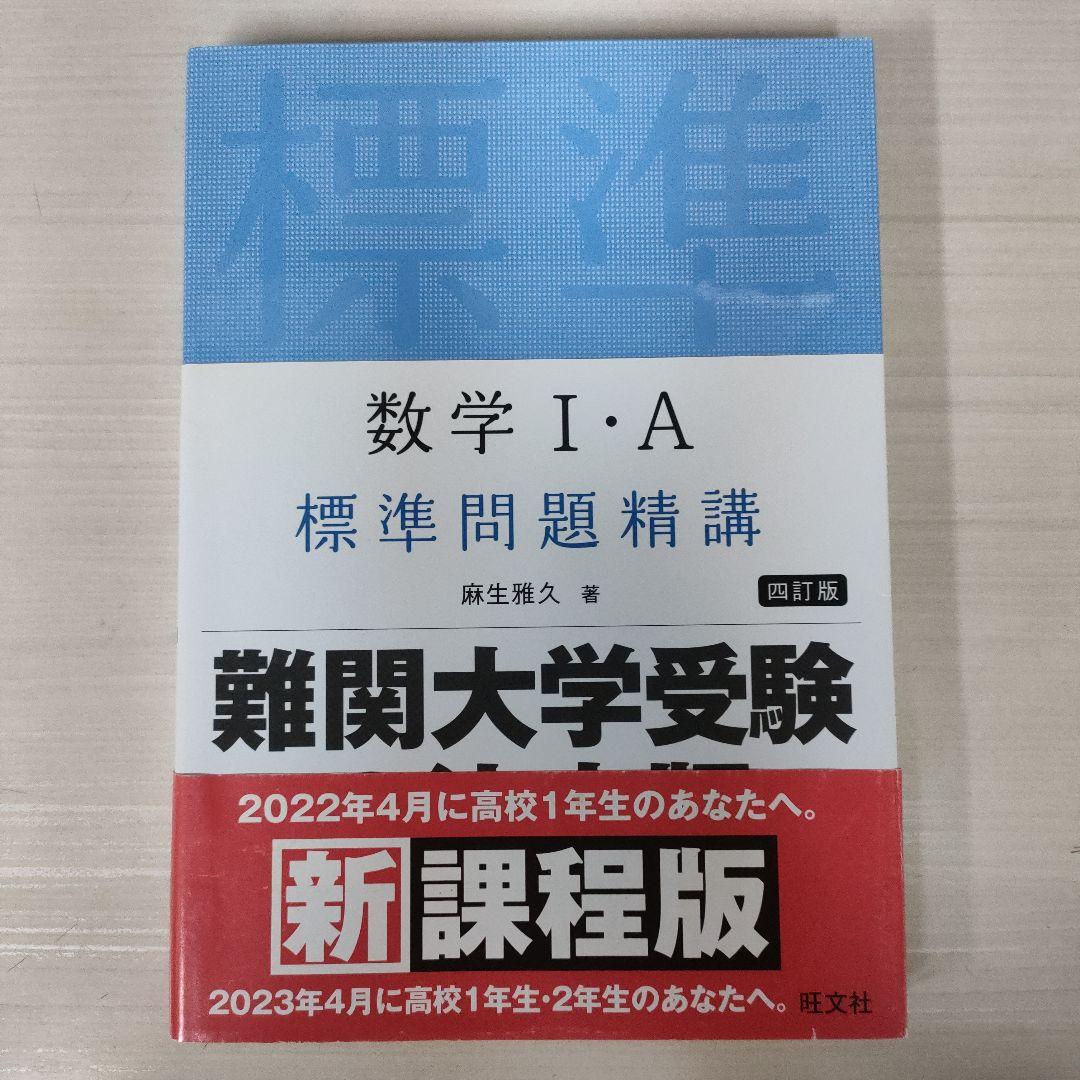 標準
数学 I・A
標準問題精講
麻生雅久 著
四訂版
難関大学受験
2022年4月に高校1年生のあなたへ。
新課程版
2023年4月に高校1年生・2年生のあなたへ。 旺文社